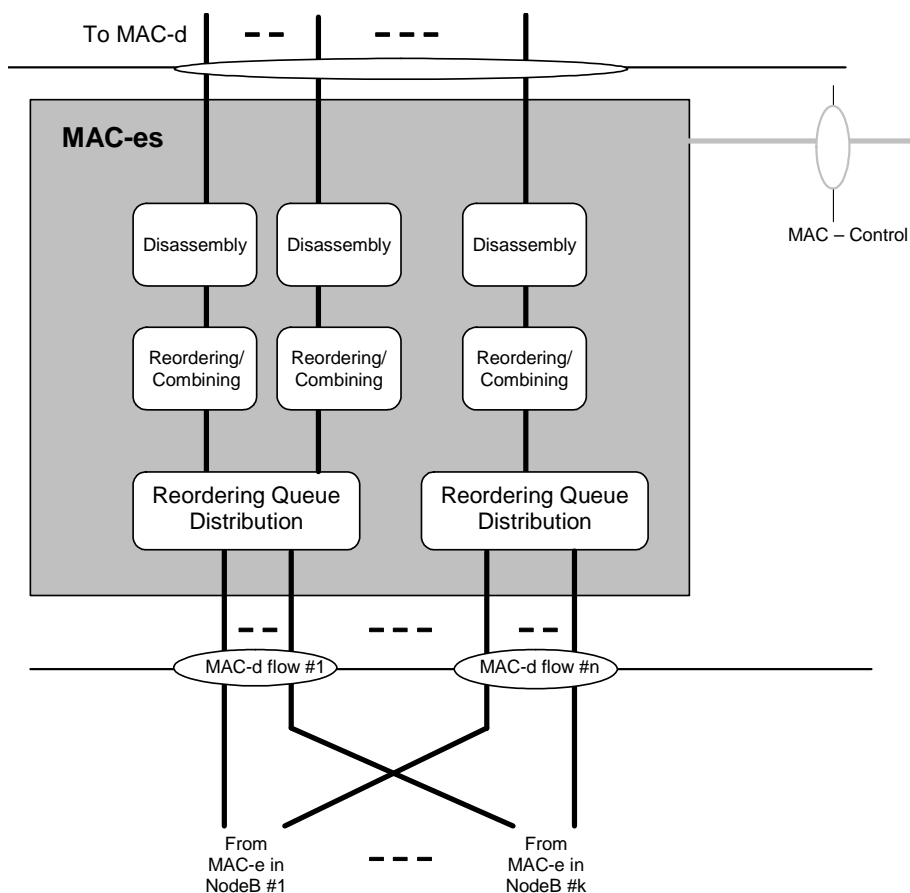 To MAC-d
MAC-es
MAC – Control
Disassembly
Disassembly
Disassembly
Reordering/
Combining
Reordering/
Combining
Reordering/
Combining
Reordering Queue
Distribution
Reordering Queue
Distribution
MAC-d flow #1
MAC-d flow #n
From
MAC-e in
NodeB #1
From
MAC-e in
NodeB #k